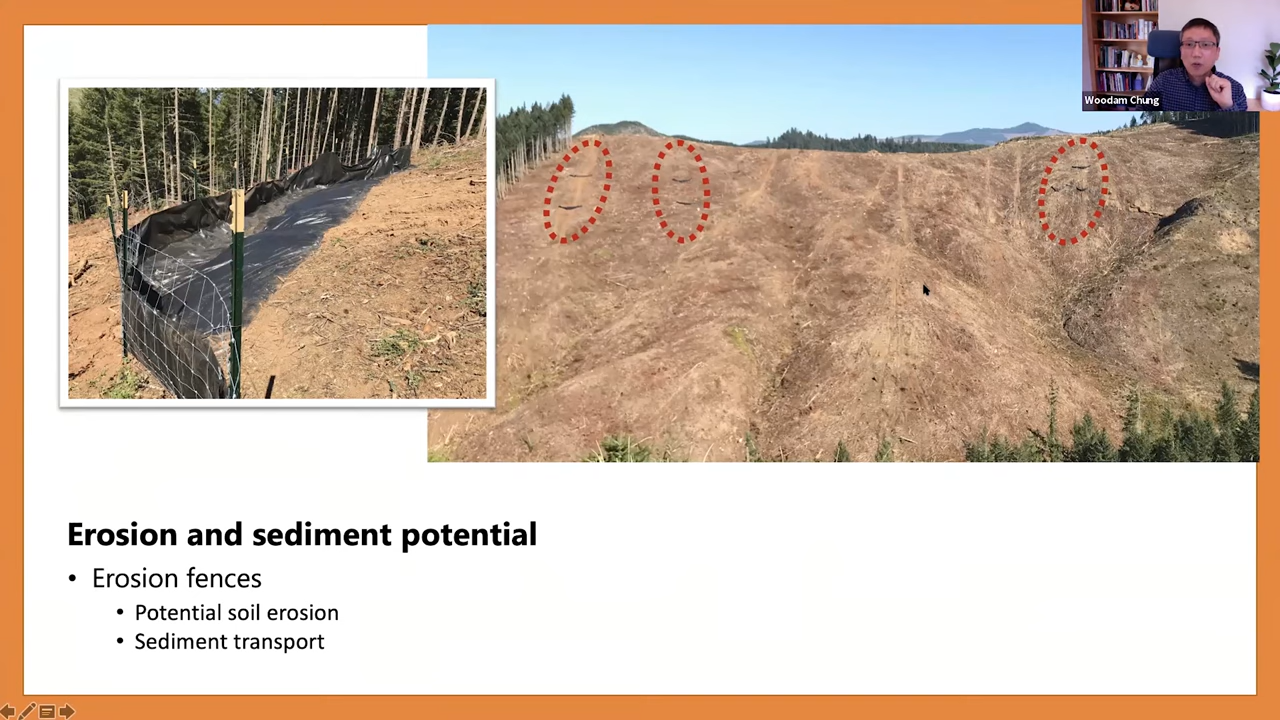 Woodam Chung
Erosion and sediment potential
• Erosion fences
• Potential soil erosion
• Sediment transport